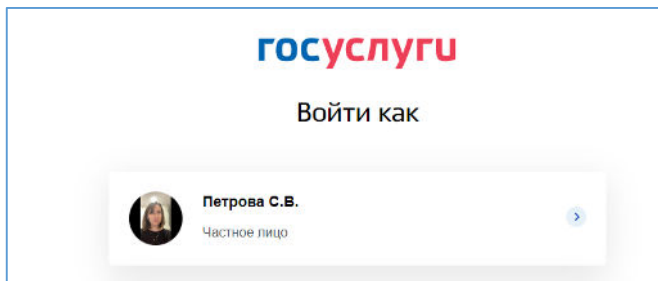 госуслуги
Войти как
Петрова С.В.
Частное лицо